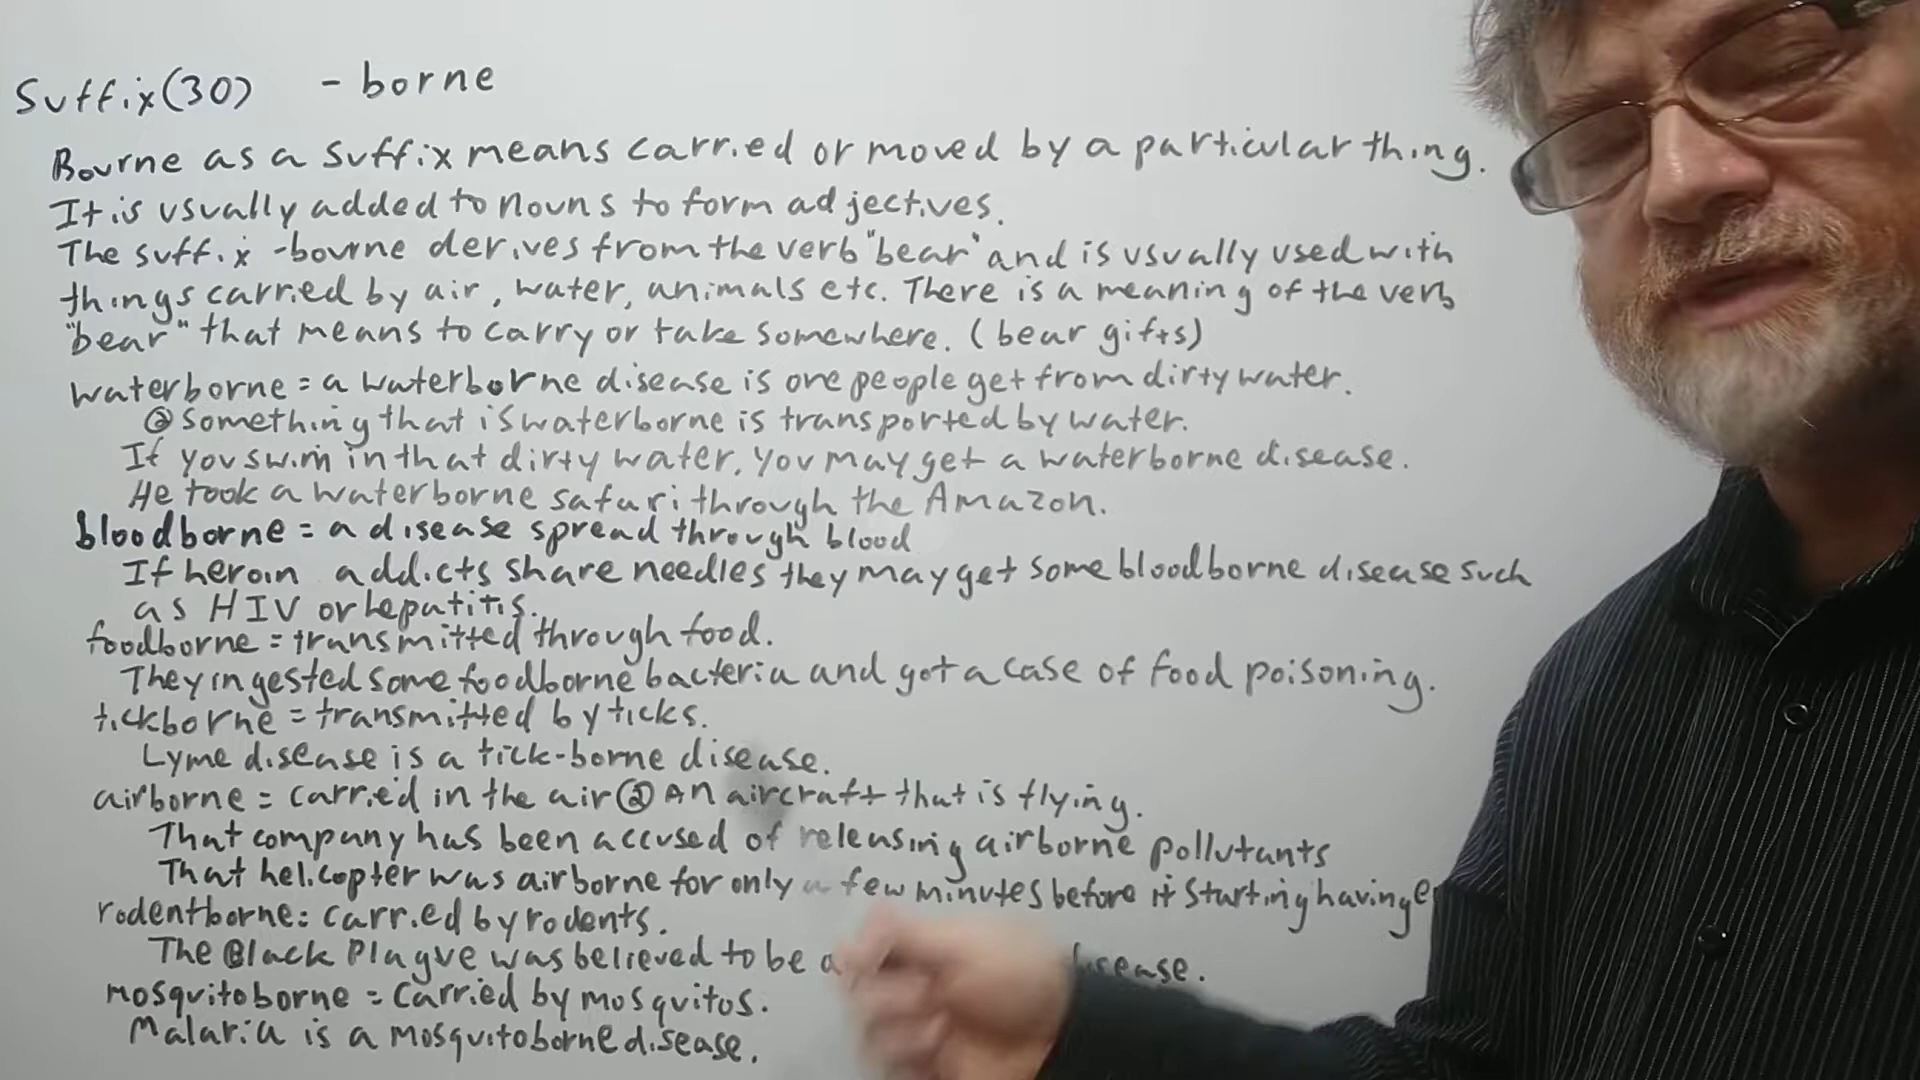 Suffix(30) -borne
Bourne as a suffix means carried or moved by a particular thing.
It is usually added to nouns to form adjectives.
The suffix -bourne derives from the verb "bear" and is usually used with
things carried by air, water, animals etc. There is a meaning of the verb
"bear" that means to carry or take somewhere. (bear gifts)
waterborne = a waterborne disease is one people get from dirty water.
② something that is waterborne is transported by water.
If you swim in that dirty water, you may get a waterborne disease.
He took a waterborne safari through the Amazon.
bloodborne = a disease spread through blood
If heroin addicts share needles they may get some bloodborne disease such
as HIV or hepatitis.
foodborne = transmitted through food.
They ingested some foodborne bacteria and got a case of food poisoning.
tickborne = transmitted by ticks.
Lyme disease is a tick-borne disease.
airborne = carried in the air ② An aircraft that is flying.
That company has been accused of releasing airborne pollutants
That helicopter was airborne for only a few minutes before it starting having
rodentborne: carried by rodents.
The Black Plague was believed to be a disease.
mosquitoborne = carried by mosquitos.
Malaria is a mosquitoborne disease.